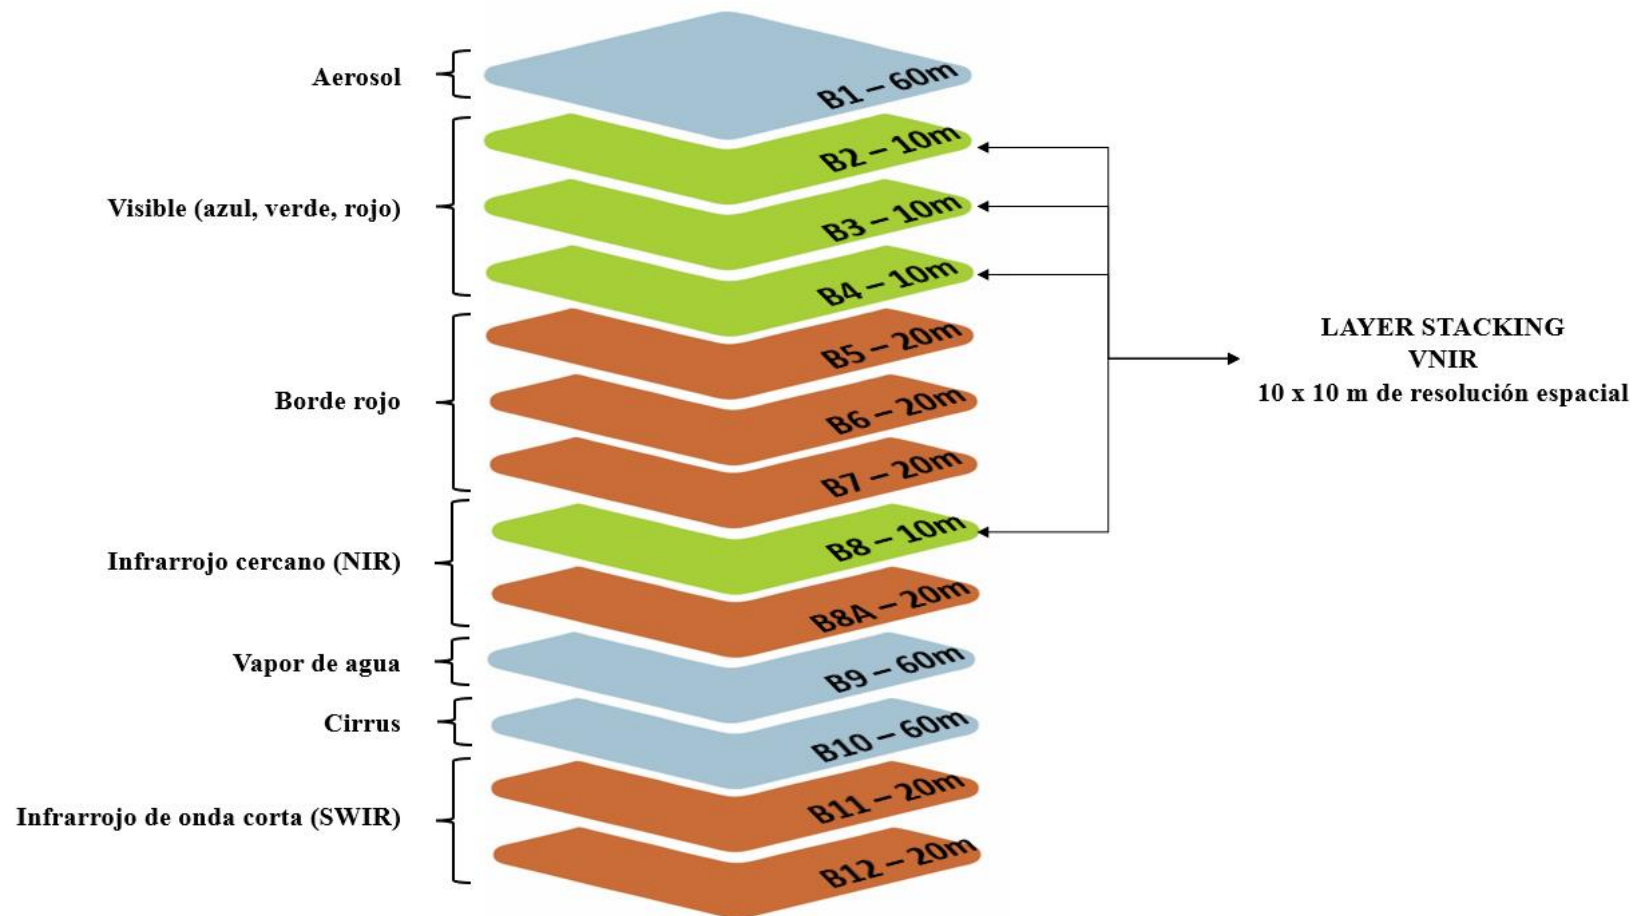 Aerosol
B1 – 60m
Visible (azul, verde, rojo)
B2 – 10m
B3 – 10m
B4 – 10m
Borde rojo
B5 – 20m
B6 – 20m
B7 – 20m
Infrarrojo cercano (NIR)
B8 – 10m
B8A – 20m
Vapor de agua
B9 – 60m
Cirrus
B10 – 60m
Infrarrojo de onda corta (SWIR)
B11 – 20m
B12 – 20m
LAYER STACKING
VNIR
10 x 10 m de resolución espacial